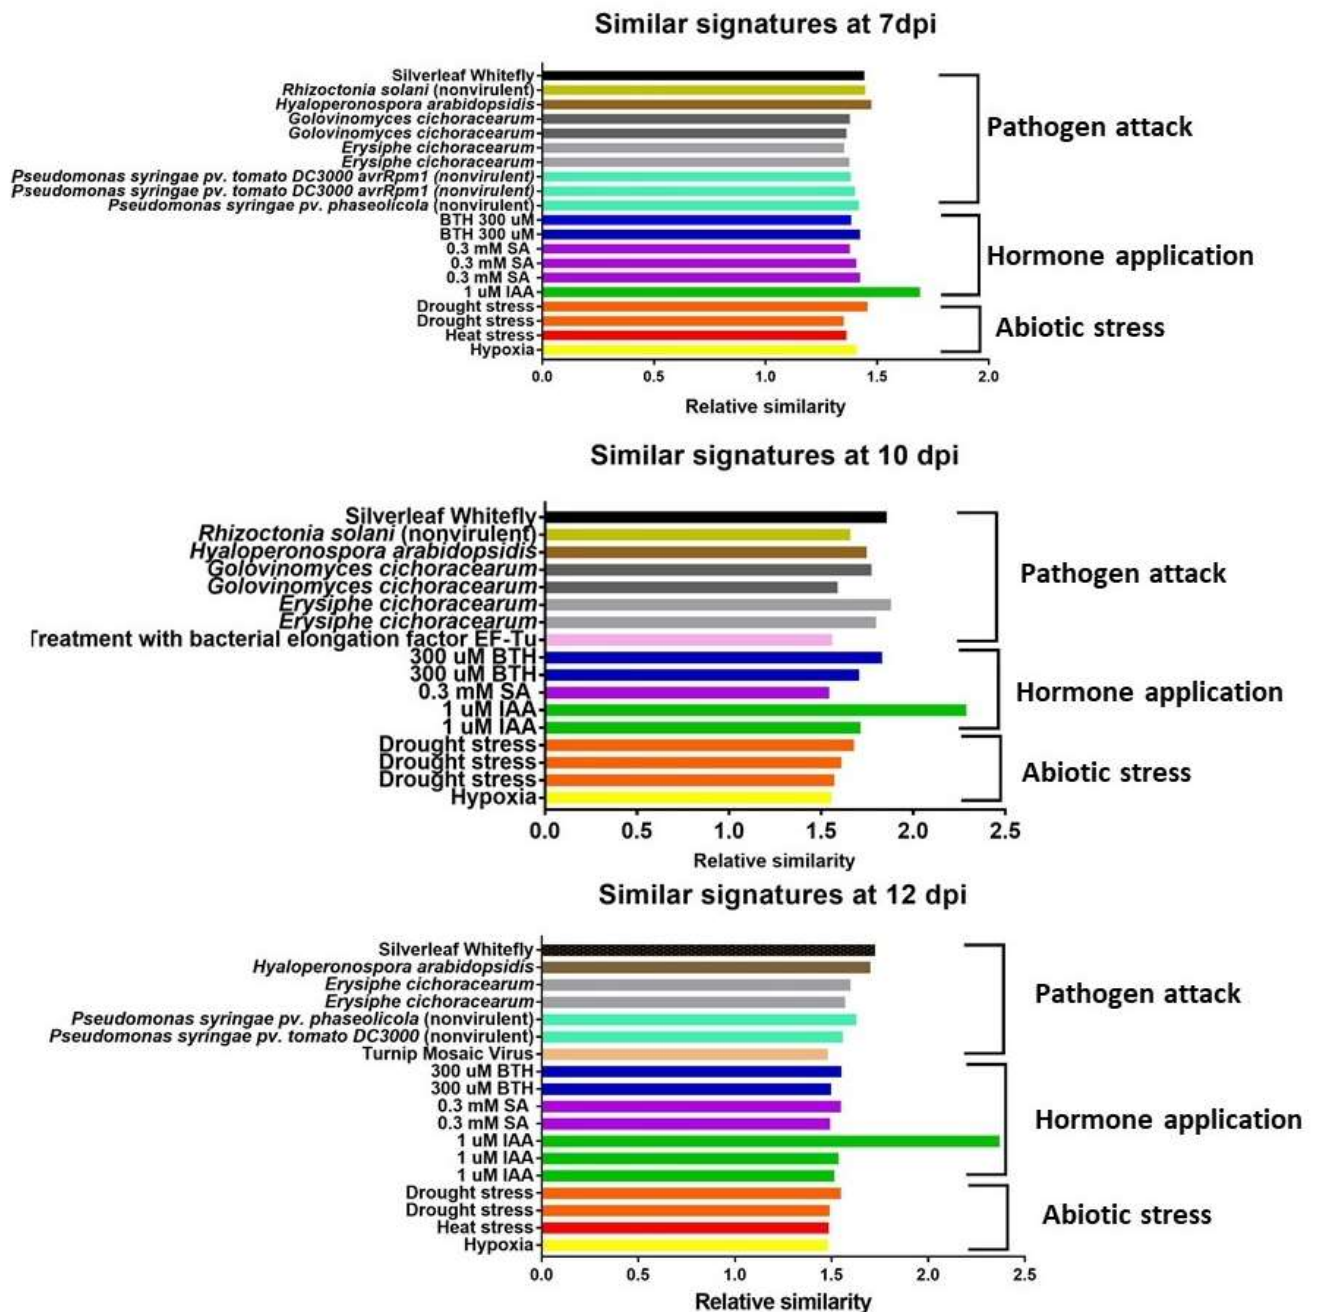 Similar signatures at 7dpi
Silverleaf Whitefly
Rhizoctonia solani (nonvirulent)
Hyaloperonospora arabidopsidis
Golovinomyces cichoracearum
Golovinomyces cichoracearum
Erysiphe cichoracearum
Erysiphe cichoracearum
Pseudomonas syringae pv. tomato DC3000 avrRpm1 (nonvirulent)
Pseudomonas syringae pv. tomato DC3000 avrRpm1 (nonvirulent)
Pseudomonas syringae pv. phaseolicola (nonvirulent)
Pathogen attack
BTH 300 uM
BTH 300 uM
0.3 mM SA
0.3 mM SA
0.3 mM SA
1 uM IAA
Hormone application
Drought stress
Drought stress
Heat stress
Hypoxia
Abiotic stress
0.0 0.5 1.0 1.5 2.0
Relative similarity
Similar signatures at 10 dpi
Silverleaf Whitefly
Rhizoctonia solani (nonvirulent)
Hyaloperonospora arabidopsidis
Golovinomyces cichoracearum
Golovinomyces cichoracearum
Erysiphe cichoracearum
Erysiphe cichoracearum
Treatment with bacterial elongation factor EF-Tu
Pathogen attack
300 uM BTH
300 uM BTH
0.3 mM SA
1 uM IAA
1 uM IAA
Hormone application
Drought stress
Drought stress
Drought stress
Hypoxia
Abiotic stress
0.0 0.5 1.0 1.5 2.0 2.5
Relative similarity
Similar signatures at 12 dpi
Silverleaf Whitefly
Hyaloperonospora arabidopsidis
Erysiphe cichoracearum
Erysiphe cichoracearum
Pseudomonas syringae pv. phaseolicola (nonvirulent)
Pseudomonas syringae pv. tomato DC3000 (nonvirulent)
Turnip Mosaic Virus
Pathogen attack
300 uM BTH
300 uM BTH
0.3 mM SA
0.3 mM SA
1 uM IAA
1 uM IAA
1 uM IAA
Hormone application
Drought stress
Drought stress
Heat stress
Hypoxia
Abiotic stress
0.0 0.5 1.0 1.5 2.0 2.5
Relative similarity